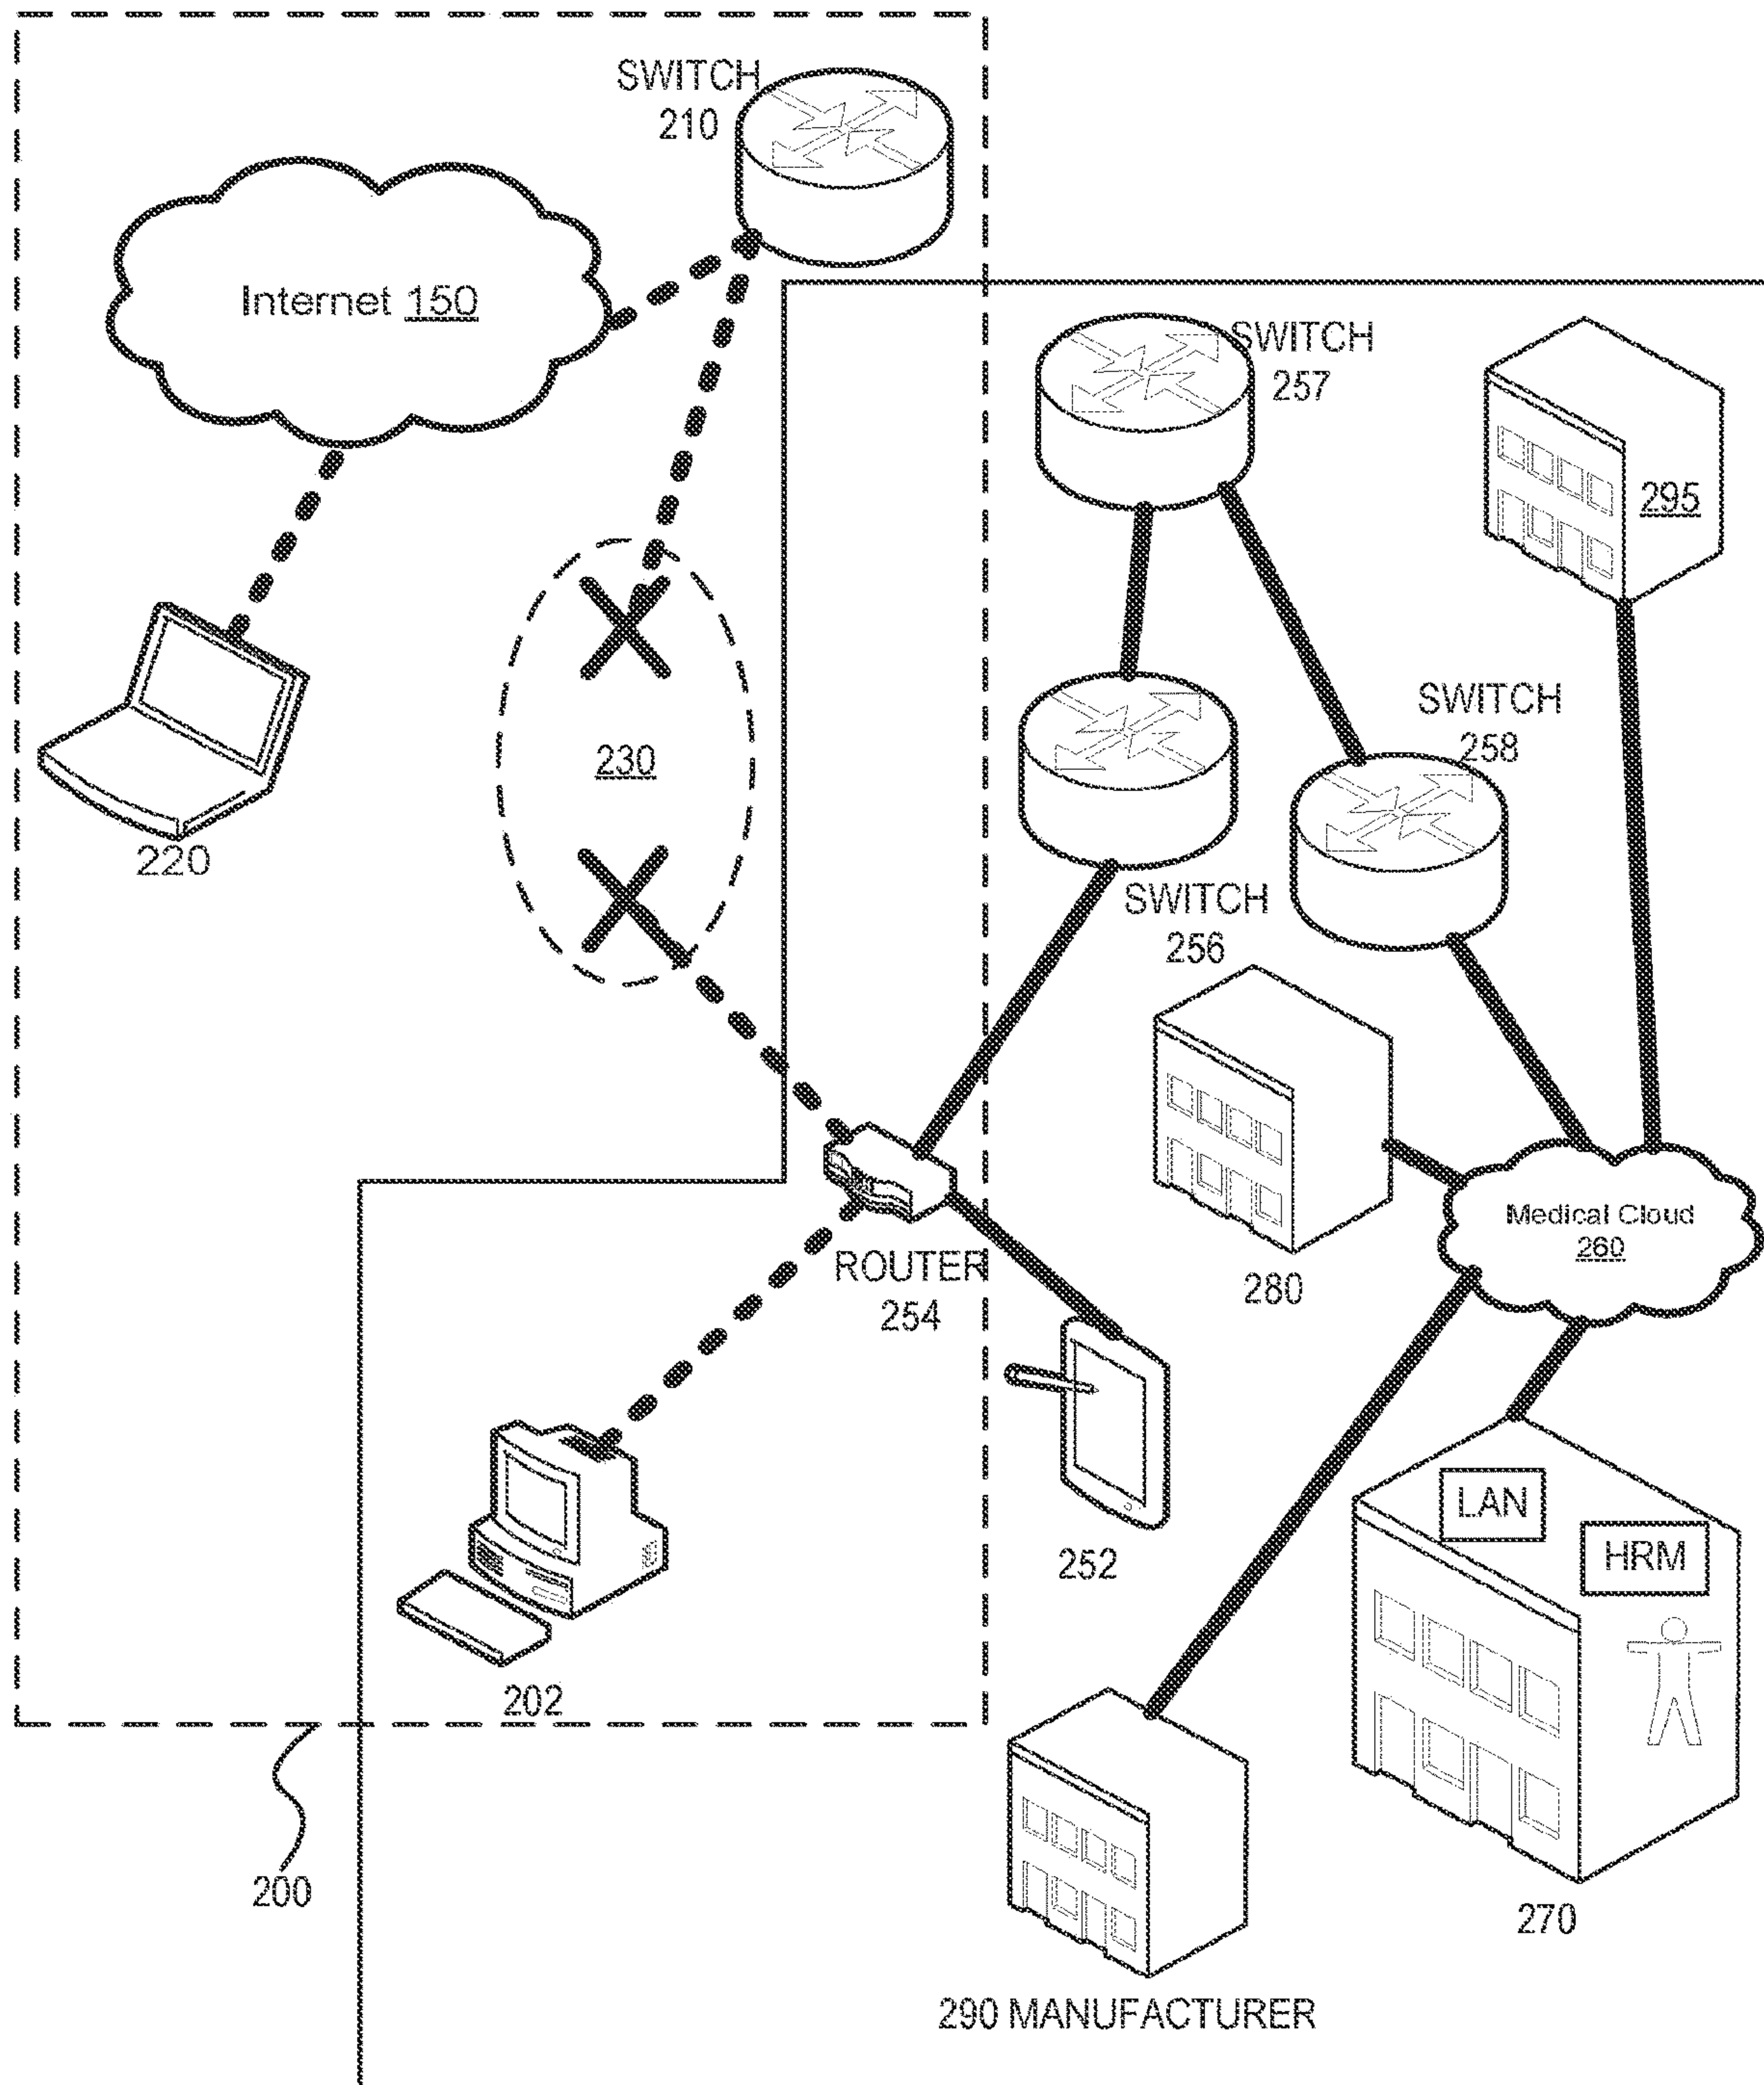 SWITCH
210
Internet 150
SWITCH
257
295
SWITCH
258
230
220
SWITCH
256
Medical Cloud
260
ROUTER
254
280
LAN
HRM
252
202
200
270
290 MANUFACTURER